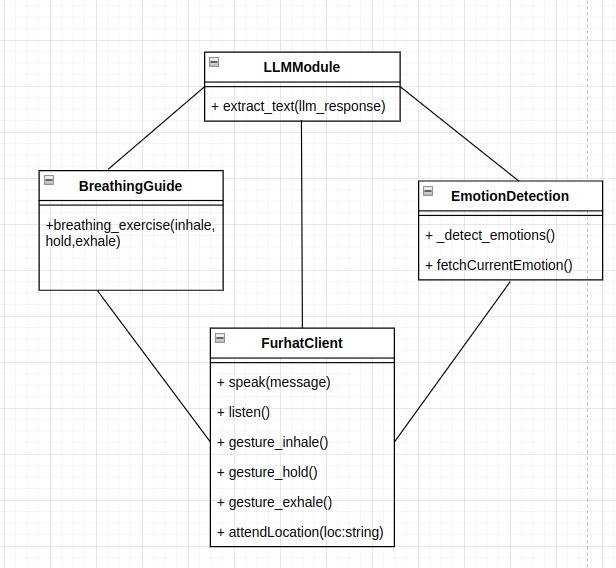 LLMModule
+ extract_text(llm_response)
BreathingGuide
+breathing_exercise(inhale,
hold,exhale)
EmotionDetection
+ _detect_emotions()
+ fetchCurrentEmotion()
FurhatClient
+ speak(message)
+ listen()
+ gesture_inhale()
+ gesture_hold()
+ gesture_exhale()
+ attendLocation(loc:string)